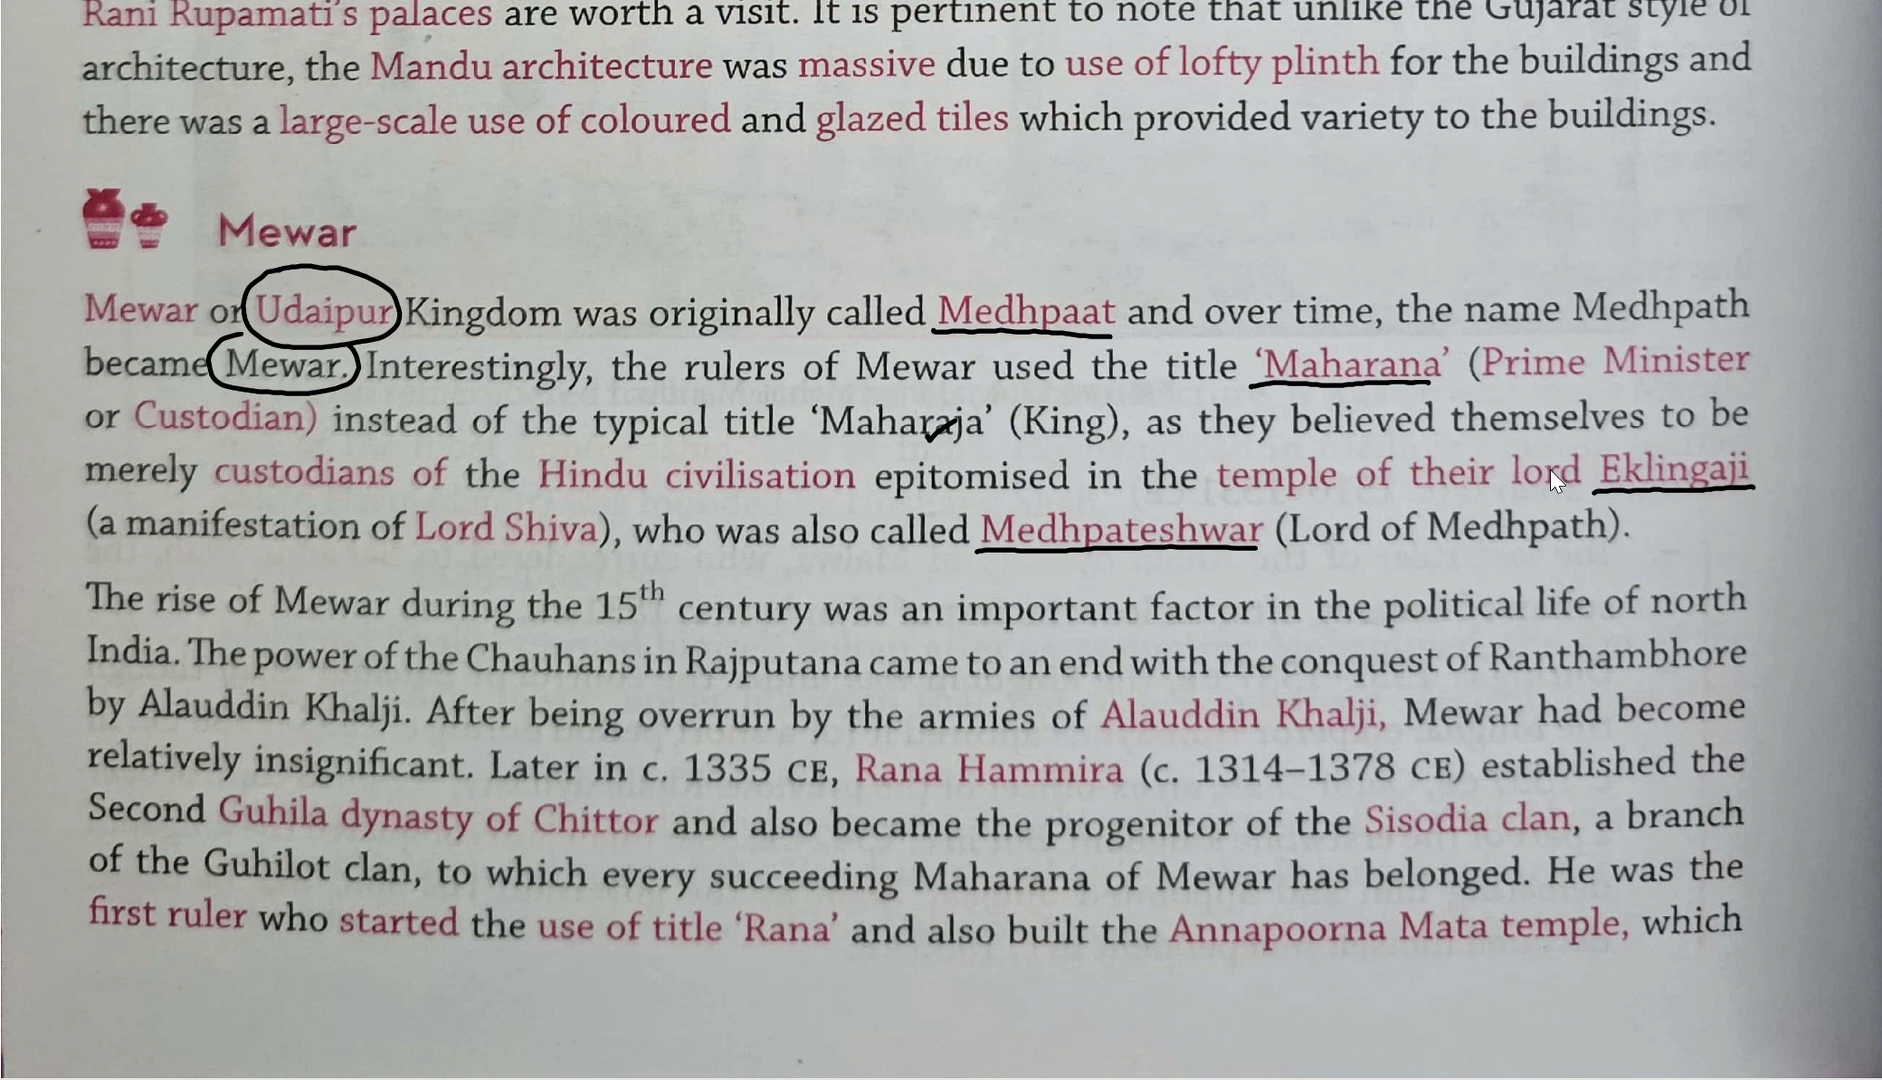 Rani Rupamati's palaces are worth a visit. It is pertinent to note that unlike the Gujarat style of
architecture, the Mandu architecture was massive due to use of lofty plinth for the buildings and
there was a large-scale use of coloured and glazed tiles which provided variety to the buildings.
Mewar
Mewar or Udaipur Kingdom was originally called Medhpaat and over time, the name Medhpath
became Mewar. Interestingly, the rulers of Mewar used the title ‘Maharana’ (Prime Minister
or Custodian) instead of the typical title ‘Maharaja’ (King), as they believed themselves to be
merely custodians of the Hindu civilisation epitomised in the temple of their lord Eklingaji
(a manifestation of Lord Shiva), who was also called Medhpateshwar (Lord of Medhpath).
The rise of Mewar during the 15th century was an important factor in the political life of north
India. The power of the Chauhans in Rajputana came to an end with the conquest of Ranthambhore
by Alauddin Khalji. After being overrun by the armies of Alauddin Khalji, Mewar had become
relatively insignificant. Later in c. 1335 CE, Rana Hammira (c. 1314–1378 CE) established the
Second Guhila dynasty of Chittor and also became the progenitor of the Sisodia clan, a branch
of the Guhilot clan, to which every succeeding Maharana of Mewar has belonged. He was the
first ruler who started the use of title ‘Rana’ and also built the Annapoorna Mata temple, which